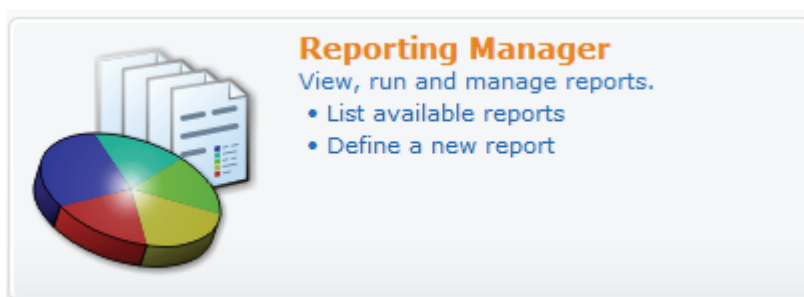 Reporting Manager
View, run and manage reports.
• List available reports
• Define a new report